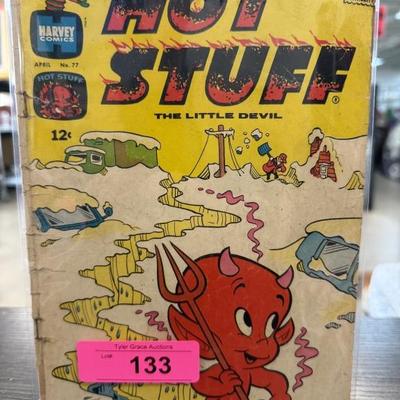 HARVEY
COMICS
APRIL No. 77
HOT STUFF
HOT
STUFF
®
THE LITTLE DEVIL
12¢
Tyler Grace Auctions
Lot#:
133